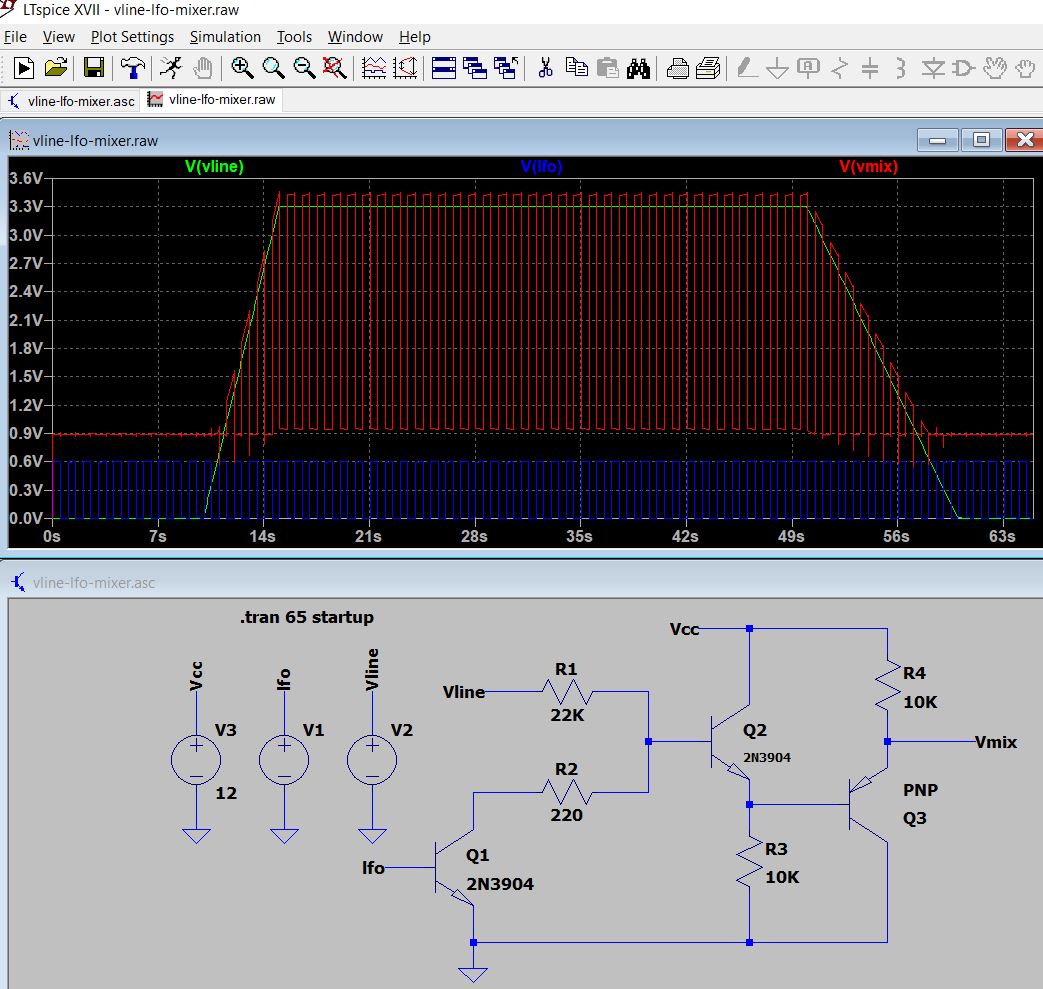 LTspice XVII - vline-lfo-mixer.raw
File View Plot Settings Simulation Tools Window Help
vline-lfo-mixer.asc vline-lfo-mixer.raw
vline-lfo-mixer.raw
V(vline) V(lfo) V(vmix)
3.6V
3.3V
3.0V
2.7V
2.4V
2.1V
1.8V
1.5V
1.2V
0.9V
0.6V
0.3V
0.0V
0s 7s 14s 21s 28s 35s 42s 49s 56s 63s
vline-lfo-mixer.asc
.tran 65 startup
Vcc
lfo
Vline
V3
12
V1
V2
Vline
R1
22K
R2
220
lfo
Q1
2N3904
Vcc
Q2
2N3904
R3
10K
R4
10K
Vmix
PNP
Q3